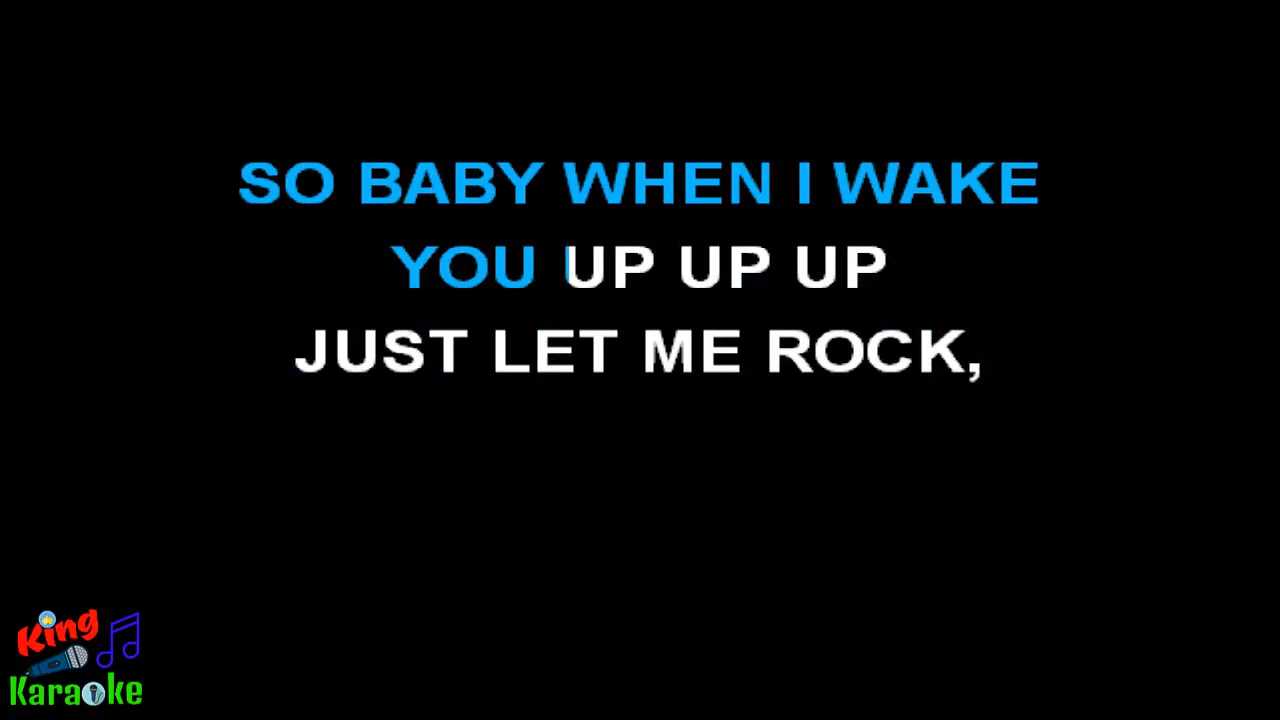 SO BABY WHEN I WAKE
YOU UP UP UP
JUST LET ME ROCK,
King
Karaoke